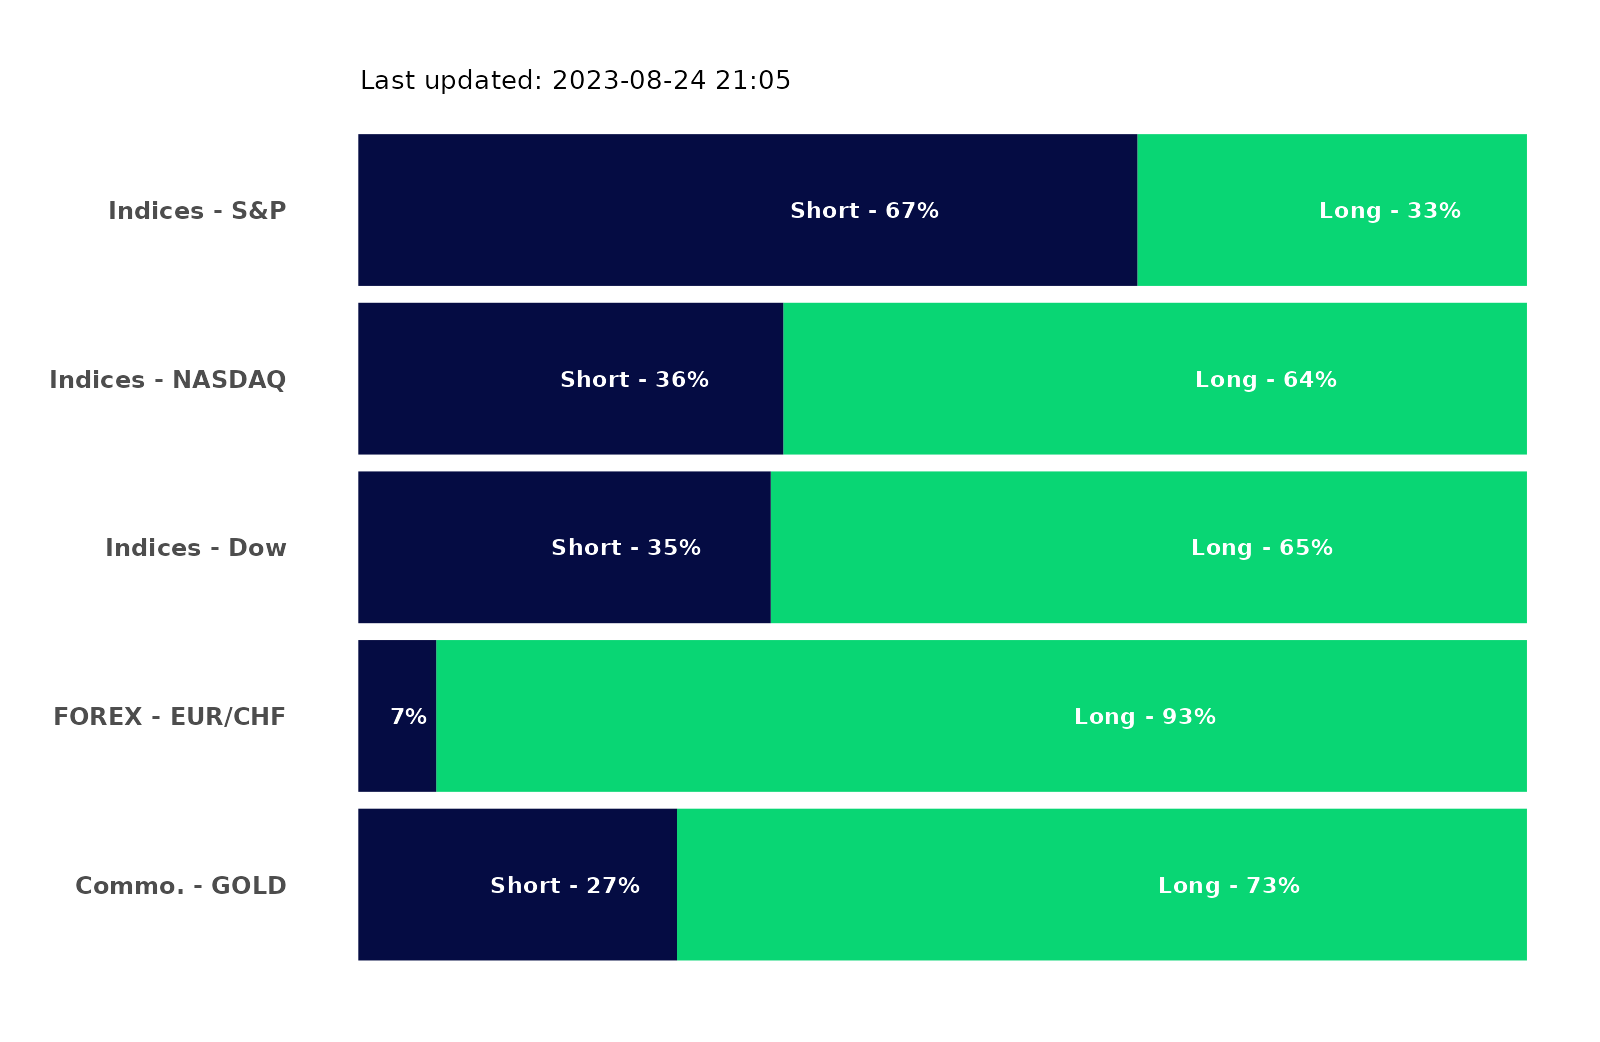 Last updated: 2023-08-24 21:05
Indices - S&P
Short - 67%
Long - 33%
Indices - NASDAQ
Short - 36%
Long - 64%
Indices - Dow
Short - 35%
Long - 65%
FOREX - EUR/CHF
7%
Long - 93%
Commo. - GOLD
Short - 27%
Long - 73%